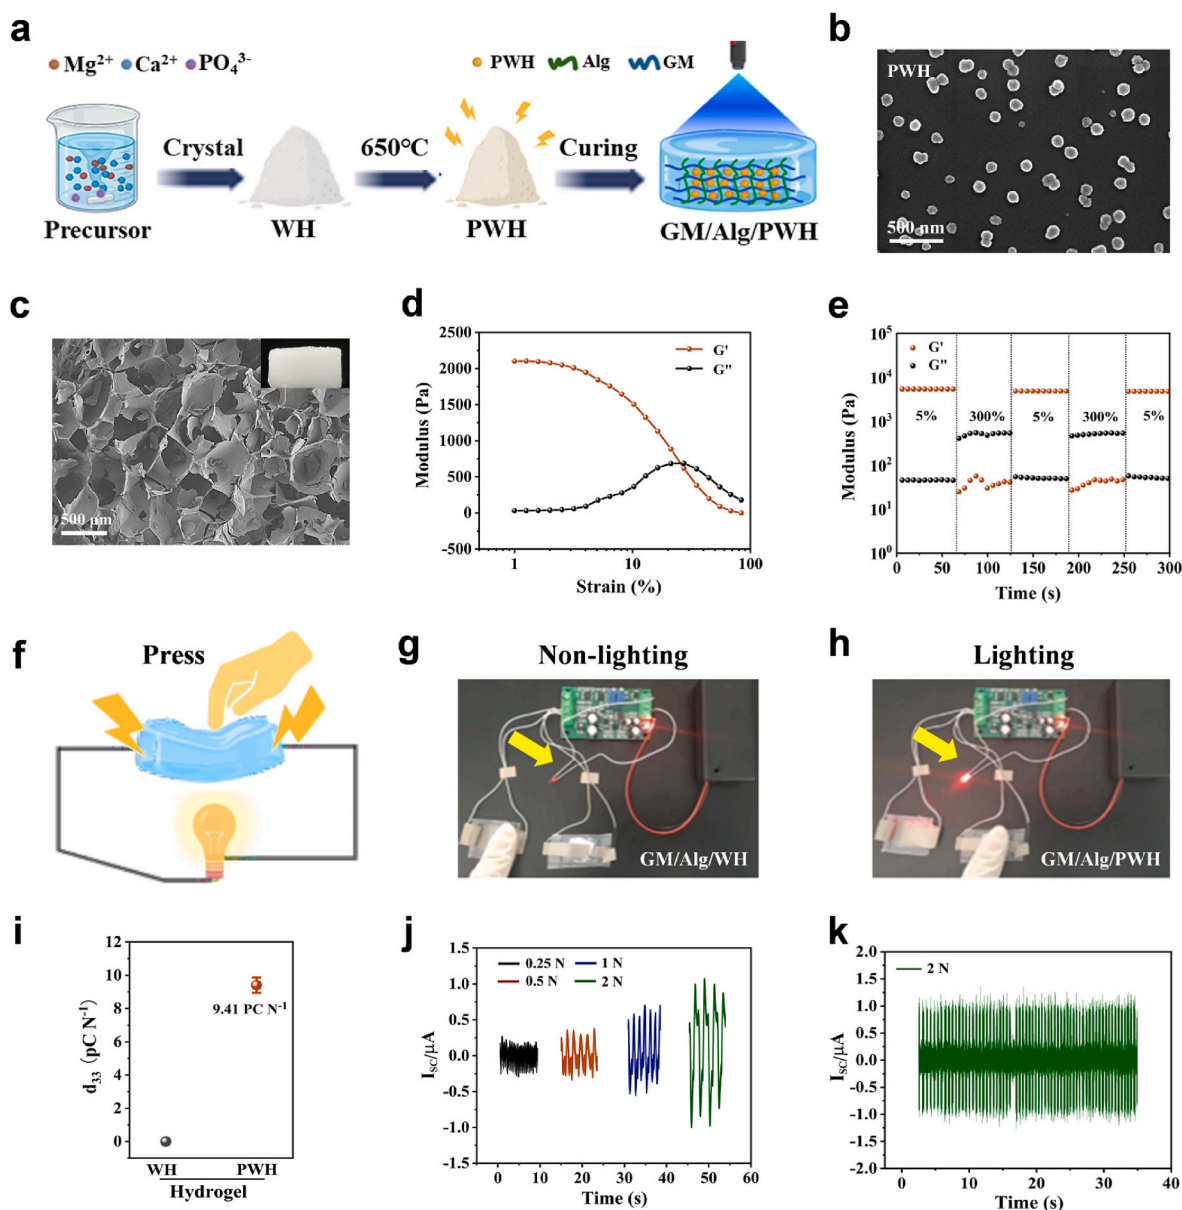 a
Mg²⁺ Ca²⁺ PO₄³⁻
PWH Alg GM
Crystal
650°C
Curing
Precursor
WH
PWH
GM/Alg/PWH
b
PWH
500 nm
c
500 nm
d
2500
2000
1500
1000
500
0
-500
Modulus (Pa)
G'
G"
1
10
100
Strain (%)
e
10⁵
10⁴
10³
10²
10¹
10⁰
Modulus (Pa)
G'
G"
5%
300%
5%
300%
5%
0 50 100 150 200 250 300
Time (s)
f
Press
g
Non-lighting
GM/Alg/WH
h
Lighting
GM/Alg/PWH
i
12
10
8
6
4
2
0
d₃₃ (pC N⁻¹)
9.41 PC N⁻¹
WH PWH
Hydrogel
j
1.5
1.0
0.5
0.0
-0.5
-1.0
-1.5
I_SC/μA
0.25 N 1 N
0.5 N 2 N
0 10 20 30 40 50 60
Time (s)
k
2.0
1.5
1.0
0.5
0.0
-0.5
-1.0
-1.5
-2.0
I_SC/μA
2 N
0 10 20 30 40
Time (s)